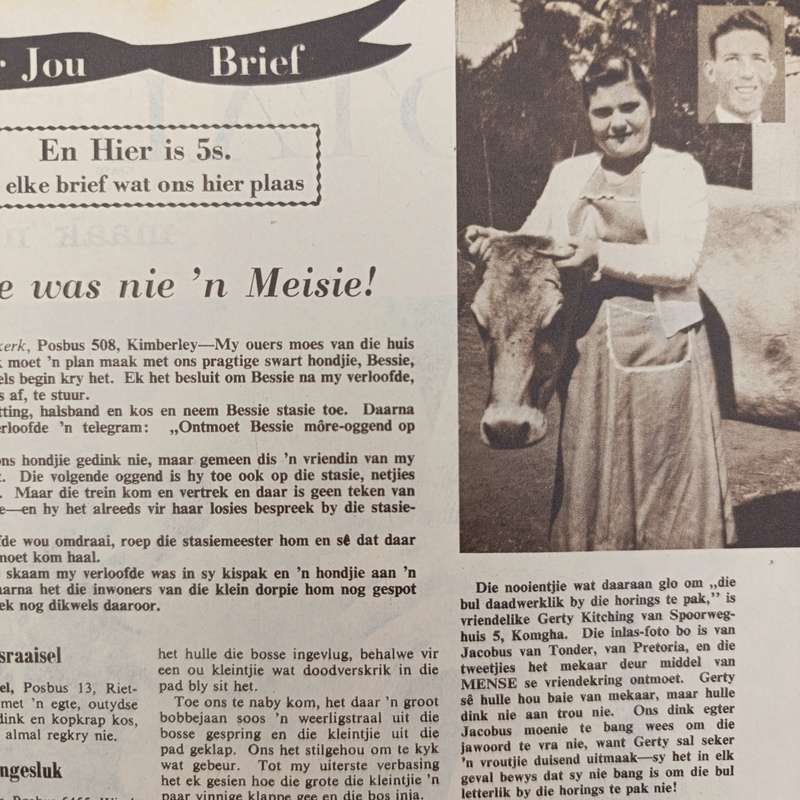 Jou Brief
En Hier is 5s.
elke brief wat ons hier plaas
was nie 'n Meisie!
kerk, Posbus 508, Kimberley—My ouers moes van die huis
moet 'n plan maak met ons pragtige swart hondjie, Bessie,
begin kry het. Ek het besluit om Bessie na my verloofde,
af, te stuur.
halsband en kos en neem Bessie stasie toe. Daarna
'n telegram: „Ontmoet Bessie môre-oggend op
ons hondjie gedink nie, maar gemeen dis 'n vriendin van my
Die volgende oggend is hy toe ook op die stasie, netjies
Maar die trein kom en vertrek en daar is geen teken van
e—en hy het alreeds vir haar losies bespreek by die stasie-
wou omdraai, roep die stasiemeester hom en sê dat daar
moet kom haal.
skaam my verloofde was in sy kispak en 'n hondjie aan 'n
die inwoners van die klein dorpie hom nog gespot
ek nog dikwels daaroor.
sraaisel
Posbus 13, Riet-
met 'n egte, outydse
dink en kopkrap kos,
almal regkry nie.
ngesluk
het hulle die bosse ingevlug, behalwe vir
een ou kleintjie wat doodverskrik in die
pad bly sit het.
Toe ons te naby kom, het daar 'n groot
bobbejaan soos 'n weerligstraal uit die
bosse gespring en die kleintjie uit die
pad geklap. Ons het stilgehou om te kyk
wat gebeur. Tot my uiterste verbasing
het ek gesien hoe die grote die kleintjie 'n
paar vinnige klappe gee en die bos inja.
Die nooientjie wat daaraan glo om „die
bul daadwerklik by die horings te pak,” is
vriendelike Gerty Kitching van Spoorweg-
huis 5, Komgha. Die inlas-foto bo is van
Jacobus van Tonder, van Pretoria, en die
tweetjies het mekaar deur middel van
MENSE se vriendekring ontmoet. Gerty
sê hulle hou baie van mekaar, maar hulle
dink nie aan trou nie. Ons dink egter
Jacobus moenie te bang wees om die
jawoord te vra nie, want Gerty sal seker
'n vroutjie duisend uitmaak—sy het in elk
geval bewys dat sy nie bang is om die bul
letterlik by die horings te pak nie!